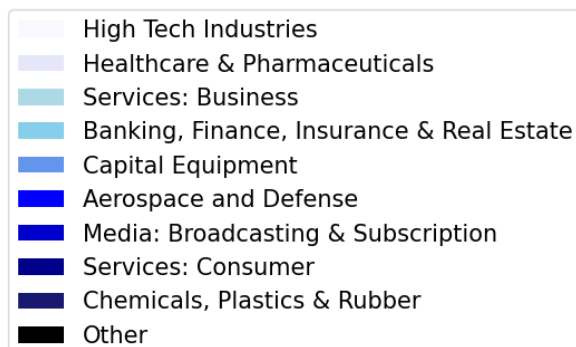 High Tech Industries
Healthcare & Pharmaceuticals
Services: Business
Banking, Finance, Insurance & Real Estate
Capital Equipment
Aerospace and Defense
Media: Broadcasting & Subscription
Services: Consumer
Chemicals, Plastics & Rubber
Other